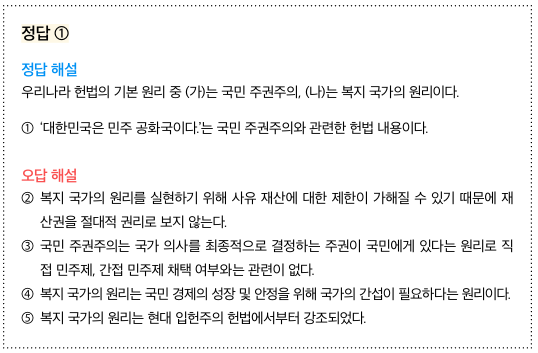 정답 ①
정답 해설
우리나라 헌법의 기본 원리 중 (가)는 국민 주권주의, (나)는 복지 국가의 원리이다.
① ‘대한민국은 민주 공화국이다.’는 국민 주권주의와 관련한 헌법 내용이다.
오답 해설
② 복지 국가의 원리를 실현하기 위해 사유 재산에 대한 제한이 가해질 수 있기 때문에 재
산권을 절대적 권리로 보지 않는다.
③ 국민 주권주의는 국가 의사를 최종적으로 결정하는 주권이 국민에게 있다는 원리로 직
접 민주제, 간접 민주제 채택 여부와는 관련이 없다.
④ 복지 국가의 원리는 국민 경제의 성장 및 안정을 위해 국가의 간섭이 필요하다는 원리이다.
⑤ 복지 국가의 원리는 현대 입헌주의 헌법에서부터 강조되었다.